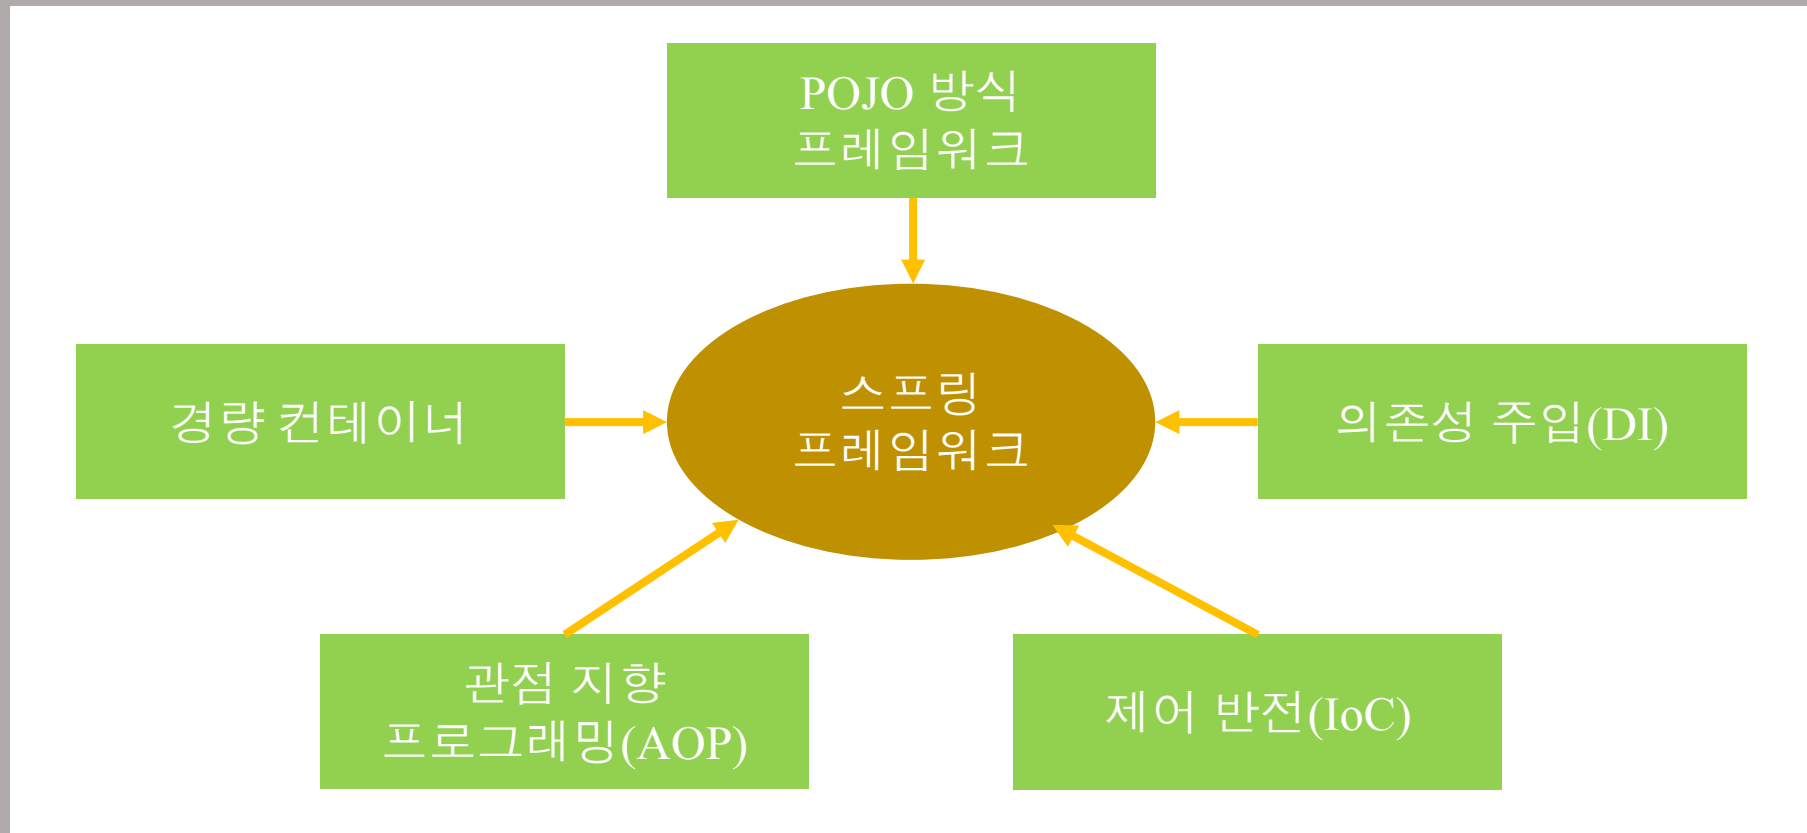 POJO 방식
프레임워크
경량 컨테이너
스프링
프레임워크
의존성 주입(DI)
관점 지향
프로그래밍(AOP)
제어 반전(IoC)